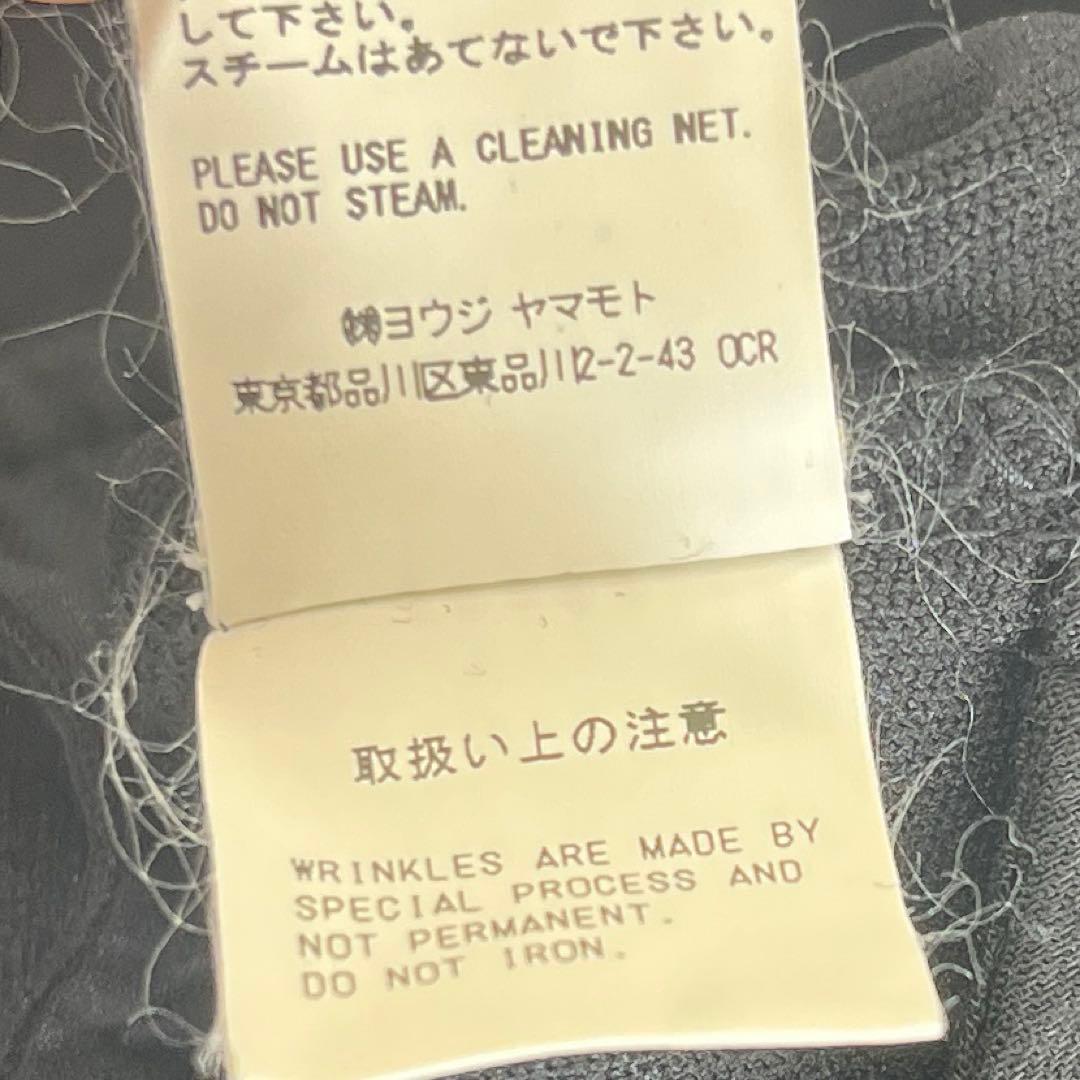 して下さい。
スチームはあてないで下さい。
PLEASE USE A CLEANING NET.
DO NOT STEAM.
㈱ヨウジ ヤマモト
東京都品川区東品川2-2-43 OCR
取扱い上の注意
WRINKLES ARE MADE BY
SPECIAL PROCESS AND
NOT PERMANENT.
DO NOT IRON.